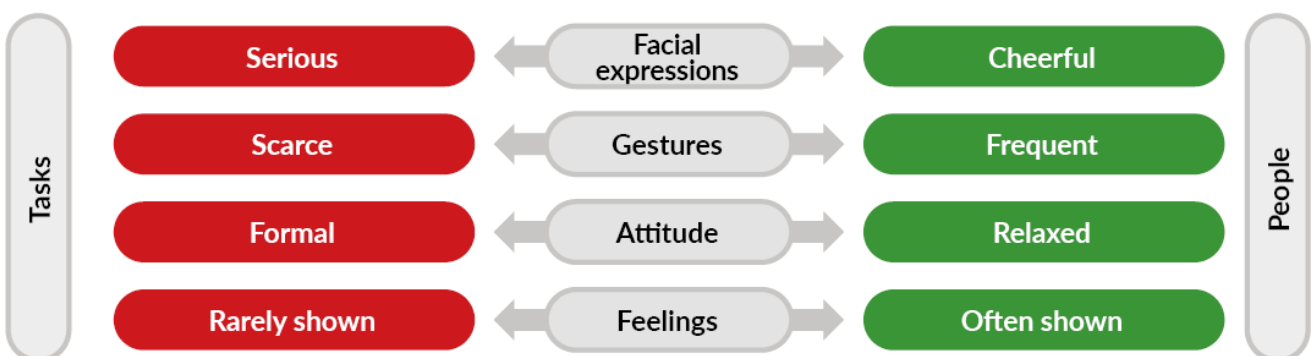 Tasks
Serious
Facial
expressions
Cheerful
Scarce
Gestures
Frequent
Formal
Attitude
Relaxed
Rarely shown
Feelings
Often shown
People